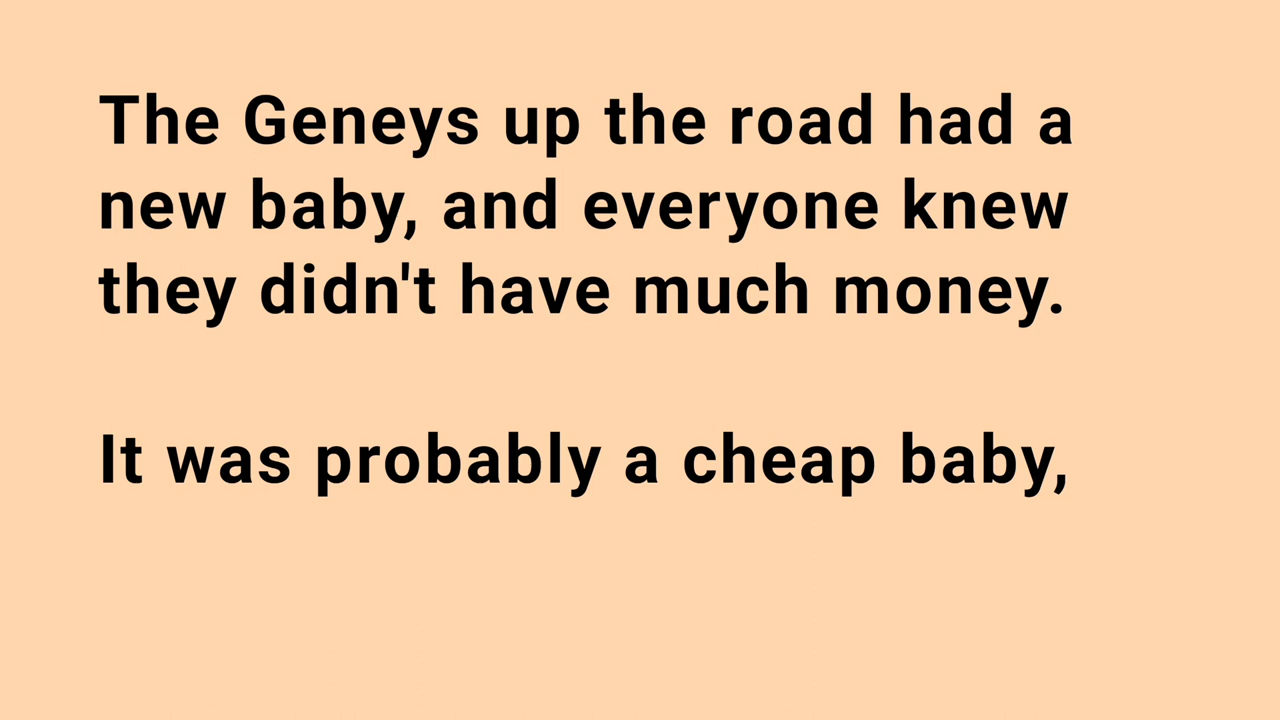 The Geneys up the road had a
new baby, and everyone knew
they didn't have much money.
It was probably a cheap baby,